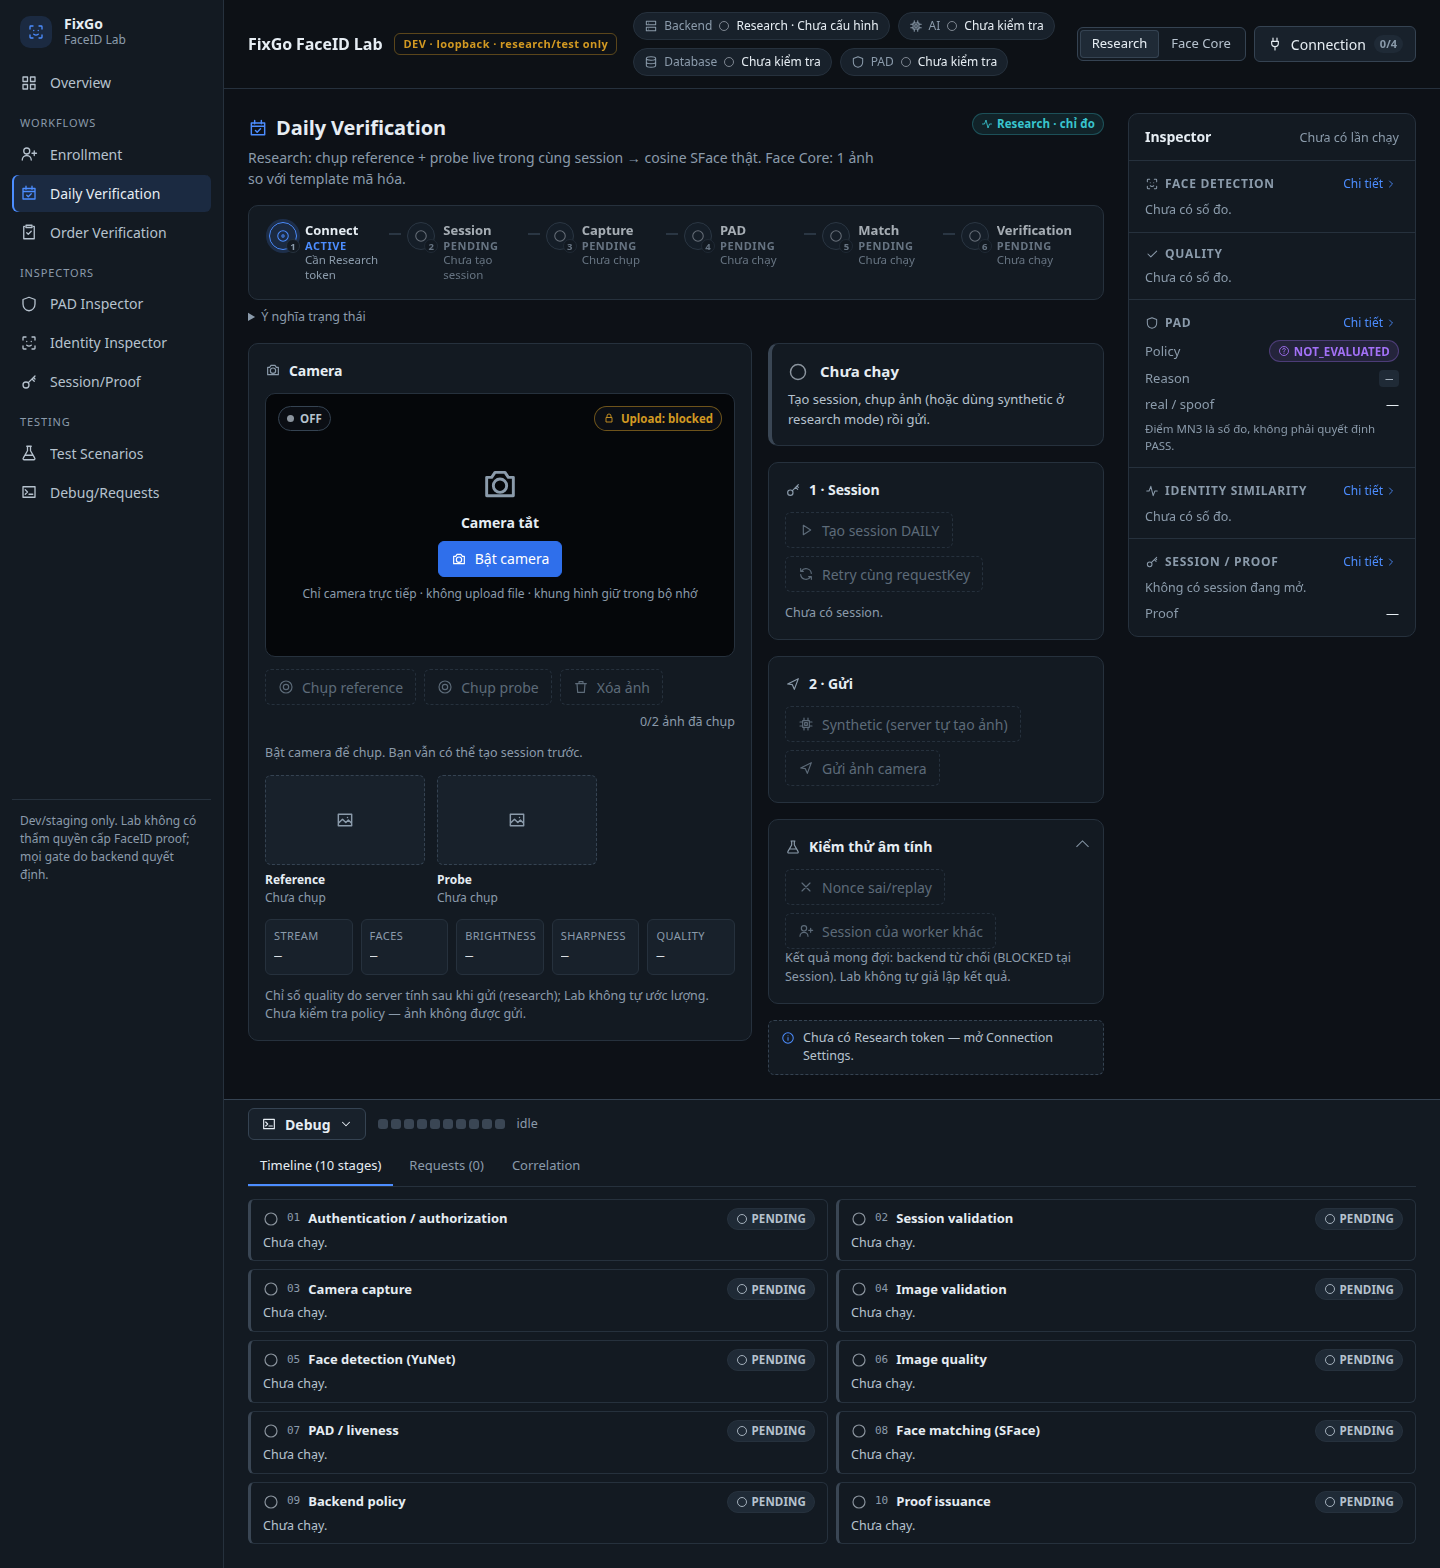 FixGo
FaceID Lab
Overview
WORKFLOWS
Enrollment
Daily Verification
Order Verification
INSPECTORS
PAD Inspector
Identity Inspector
Session/Proof
TESTING
Test Scenarios
Debug/Requests
Dev/staging only. Lab không có
thẩm quyền cấp FaceID proof;
mọi gate do backend quyết
định.
FixGo FaceID Lab
DEV · loopback · research/test only
Backend Research · Chưa cấu hình
AI Chưa kiểm tra
Database Chưa kiểm tra
PAD Chưa kiểm tra
Research
Face Core
Connection 0/4
Daily Verification
Research · chỉ đo
Research: chụp reference + probe live trong cùng session → cosine SFace thật. Face Core: 1 ảnh
so với template mã hóa.
1
Connect
ACTIVE
Cần Research
token
2
Session
PENDING
Chưa tạo
session
3
Capture
PENDING
Chưa chụp
4
PAD
PENDING
Chưa chạy
5
Match
PENDING
Chưa chạy
6
Verification
PENDING
Chưa chạy
Ý nghĩa trạng thái
Camera
OFF
Upload: blocked
Camera tắt
Bật camera
Chỉ camera trực tiếp · không upload file · khung hình giữ trong bộ nhớ
Chụp reference
Chụp probe
Xóa ảnh
0/2 ảnh đã chụp
Bật camera để chụp. Bạn vẫn có thể tạo session trước.
Reference
Chưa chụp
Probe
Chưa chụp
STREAM
—
FACES
—
BRIGHTNESS
—
SHARPNESS
—
QUALITY
—
Chỉ số quality do server tính sau khi gửi (research); Lab không tự ước lượng.
Chưa kiểm tra policy — ảnh không được gửi.
Chưa chạy
Tạo session, chụp ảnh (hoặc dùng synthetic ở
research mode) rồi gửi.
1 · Session
Tạo session DAILY
Retry cùng requestKey
Chưa có session.
2 · Gửi
Synthetic (server tự tạo ảnh)
Gửi ảnh camera
Kiểm thử âm tính
Nonce sai/replay
Session của worker khác
Kết quả mong đợi: backend từ chối (BLOCKED tại
Session). Lab không tự giả lập kết quả.
Chưa có Research token — mở Connection
Settings.
Inspector
Chưa có lần chạy
FACE DETECTION
Chi tiết
Chưa có số đo.
QUALITY
Chưa có số đo.
PAD
Chi tiết
Policy
NOT_EVALUATED
Reason
—
real / spoof
—
Điểm MN3 là số đo, không phải quyết định
PASS.
IDENTITY SIMILARITY
Chi tiết
Chưa có số đo.
SESSION / PROOF
Chi tiết
Không có session đang mở.
Proof
—
Debug
idle
Timeline (10 stages)
Requests (0)
Correlation
01 Authentication / authorization PENDING
Chưa chạy.
02 Session validation PENDING
Chưa chạy.
03 Camera capture PENDING
Chưa chạy.
04 Image validation PENDING
Chưa chạy.
05 Face detection (YuNet) PENDING
Chưa chạy.
06 Image quality PENDING
Chưa chạy.
07 PAD / liveness PENDING
Chưa chạy.
08 Face matching (SFace) PENDING
Chưa chạy.
09 Backend policy PENDING
Chưa chạy.
10 Proof issuance PENDING
Chưa chạy.